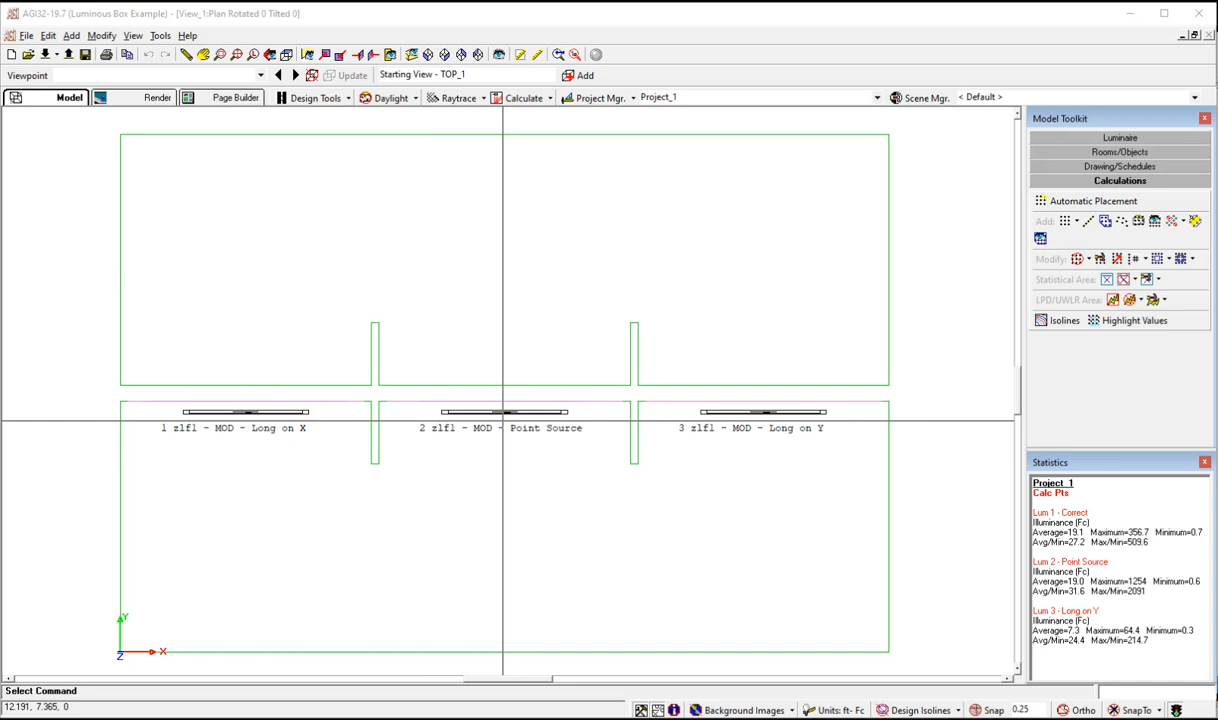 AGI32-19.7 (Luminous Box Example) - [View_1:Plan Rotated 0 Tilted 0]
File Edit Add Modify View Tools Help
Viewpoint Update Starting View - TOP_1 Add
Model Render Page Builder Design Tools Daylight Raytrace Calculate Project Mgr. Project_1 Scene Mgr. < Default >
Model Toolkit
Luminaire
Rooms/Objects
Drawing/Schedules
Calculations
Automatic Placement
Add:
Modify:
Statistical Area:
LPD/UWLR Area:
Isolines Highlight Values
1 zlf1 - MOD - Long on X
2 zlf1 - MOD - Point Source
3 zlf1 - MOD - Long on Y
Statistics
Project_1
Calc Pts
Lum 1 - Correct
Illuminance (Fc)
Average=19.1 Maximum=356.7 Minimum=0.7
Avg/Min=27.2 Max/Min=509.6
Lum 2 - Point Source
Illuminance (Fc)
Average=19.0 Maximum=1254 Minimum=0.6
Avg/Min=31.6 Max/Min=2091
Lum 3 - Long on Y
Illuminance (Fc)
Average=7.3 Maximum=64.4 Minimum=0.3
Avg/Min=24.4 Max/Min=214.7
Y
Z X
Select Command
12.191, 7.365, 0
Background Images Units: ft- Fc Design Isolines Snap 0.25 Ortho SnapTo